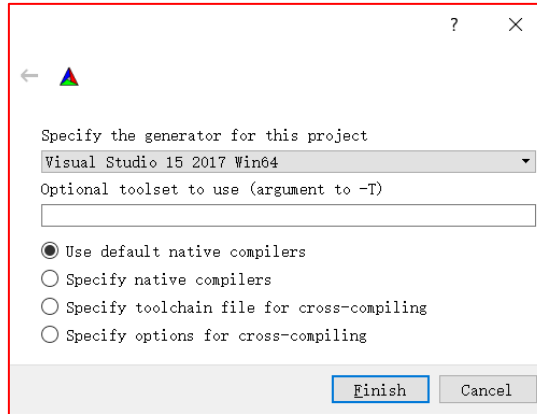 ?
Specify the generator for this project
Visual Studio 15 2017 Win64
Optional toolset to use (argument to -T)
Use default native compilers
Specify native compilers
Specify toolchain file for cross-compiling
Specify options for cross-compiling
Finish Cancel